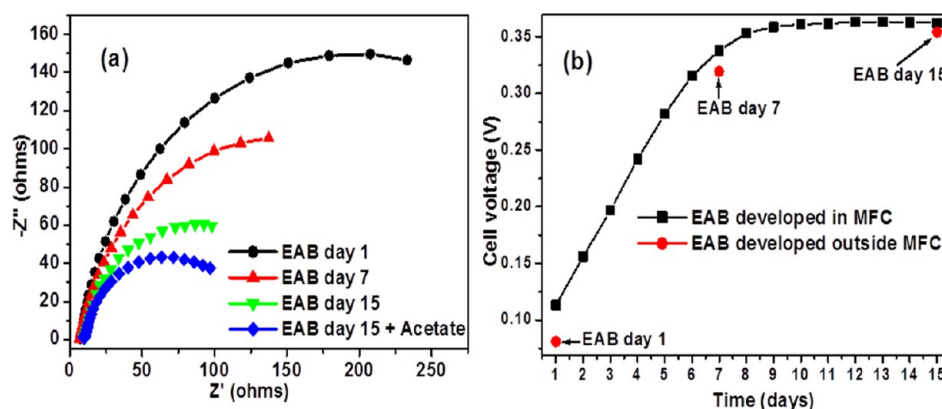 (a)
160
140
120
100
80
60
40
20
0
-Z" (ohms)
EAB day 1
EAB day 7
EAB day 15
EAB day 15 + Acetate
0 50 100 150 200 250
Z' (ohms)
(b)
0.35
0.30
0.25
0.20
0.15
0.10
Cell voltage (V)
EAB day 15
EAB day 7
EAB developed in MFC
EAB developed outside MFC
EAB day 1
1 2 3 4 5 6 7 8 9 10 11 12 13 14 15
Time (days)